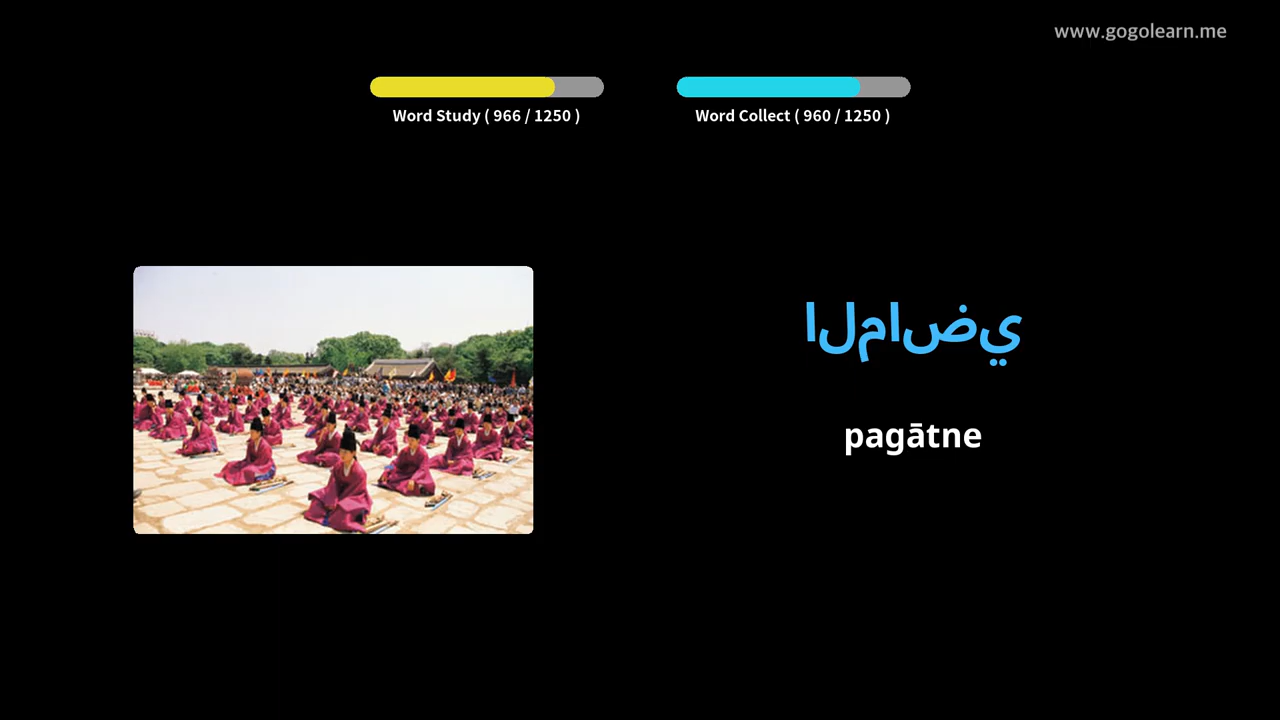 www.gogolearn.me
Word Study ( 966 / 1250 )
Word Collect ( 960 / 1250 )
الماضي
pagātne